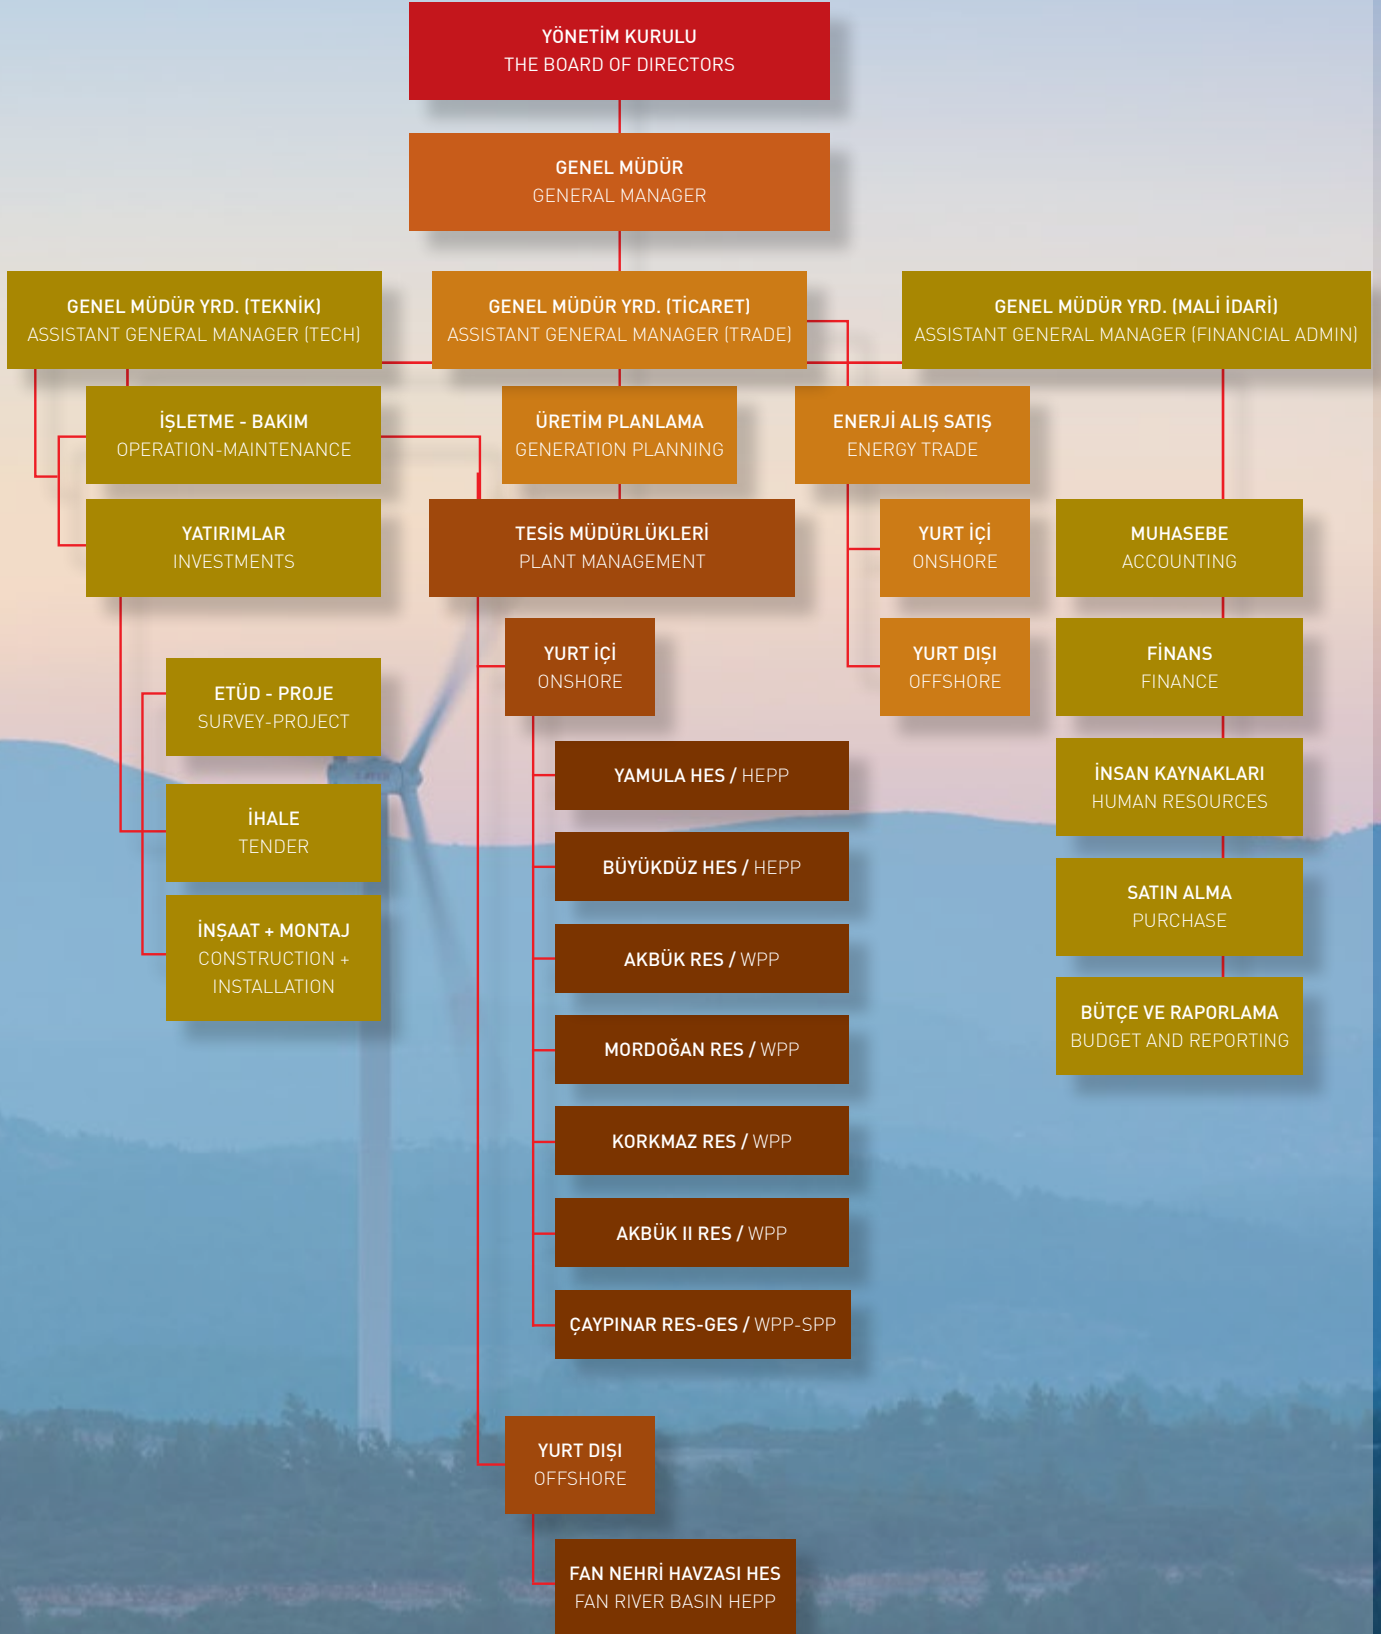 YÖNETİM KURULU
THE BOARD OF DIRECTORS
GENEL MÜDÜR
GENERAL MANAGER
GENEL MÜDÜR YRD. (TEKNİK)
ASSISTANT GENERAL MANAGER (TECH)
GENEL MÜDÜR YRD. (TİCARET)
ASSISTANT GENERAL MANAGER (TRADE)
GENEL MÜDÜR YRD. (MALİ İDARİ)
ASSISTANT GENERAL MANAGER (FINANCIAL ADMIN)
İŞLETME - BAKIM
OPERATION-MAINTENANCE
ÜRETİM PLANLAMA
GENERATION PLANNING
ENERJİ ALIŞ SATIŞ
ENERGY TRADE
YATIRIMLAR
INVESTMENTS
TESİS MÜDÜRLÜKLERİ
PLANT MANAGEMENT
YURT İÇİ
ONSHORE
MUHASEBE
ACCOUNTING
YURT İÇİ
ONSHORE
YURT DIŞI
OFFSHORE
FİNANS
FINANCE
ETÜD - PROJE
SURVEY-PROJECT
YAMULA HES / HEPP
İNSAN KAYNAKLARI
HUMAN RESOURCES
İHALE
TENDER
BÜYÜKDÜZ HES / HEPP
SATIN ALMA
PURCHASE
İNŞAAT + MONTAJ
CONSTRUCTION +
INSTALLATION
AKBÜK RES / WPP
BÜTÇE VE RAPORLAMA
BUDGET AND REPORTING
MORDOĞAN RES / WPP
KORKMAZ RES / WPP
AKBÜK II RES / WPP
ÇAYPINAR RES-GES / WPP-SPP
YURT DIŞI
OFFSHORE
FAN NEHRİ HAVZASI HES
FAN RIVER BASIN HEPP